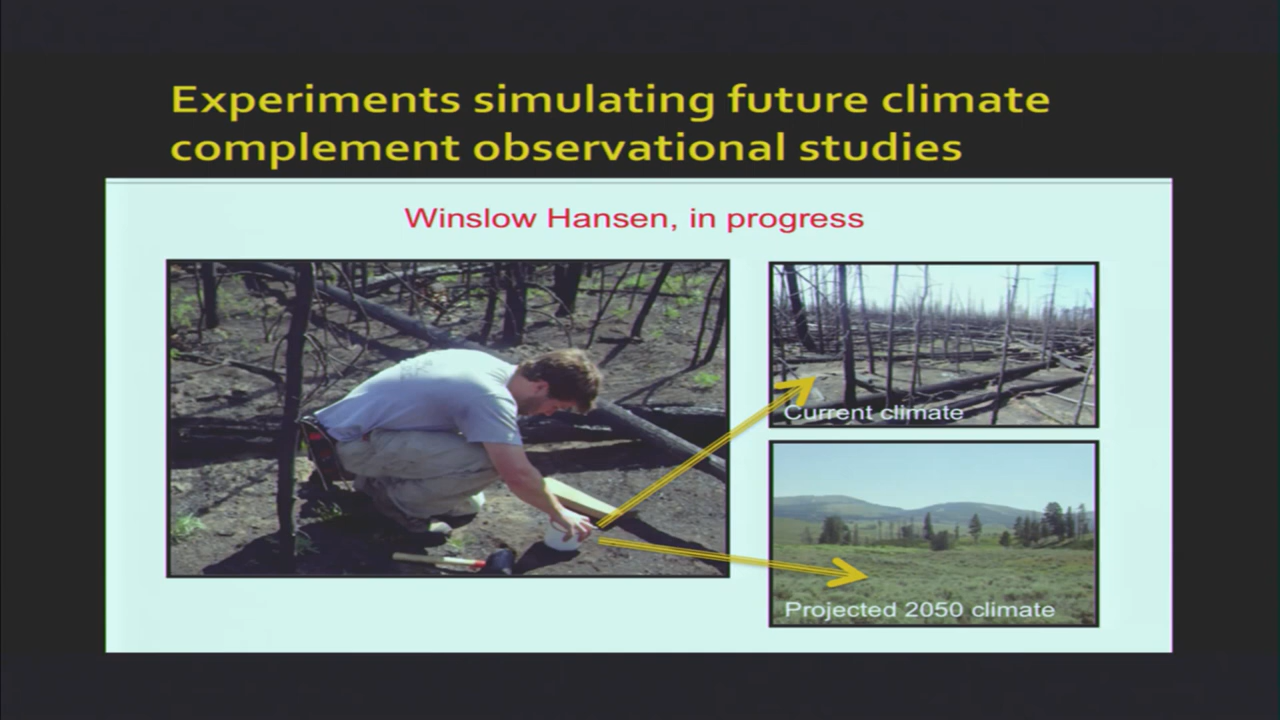 Experiments simulating future climate
complement observational studies
Winslow Hansen, in progress
Current climate
Projected 2050 climate